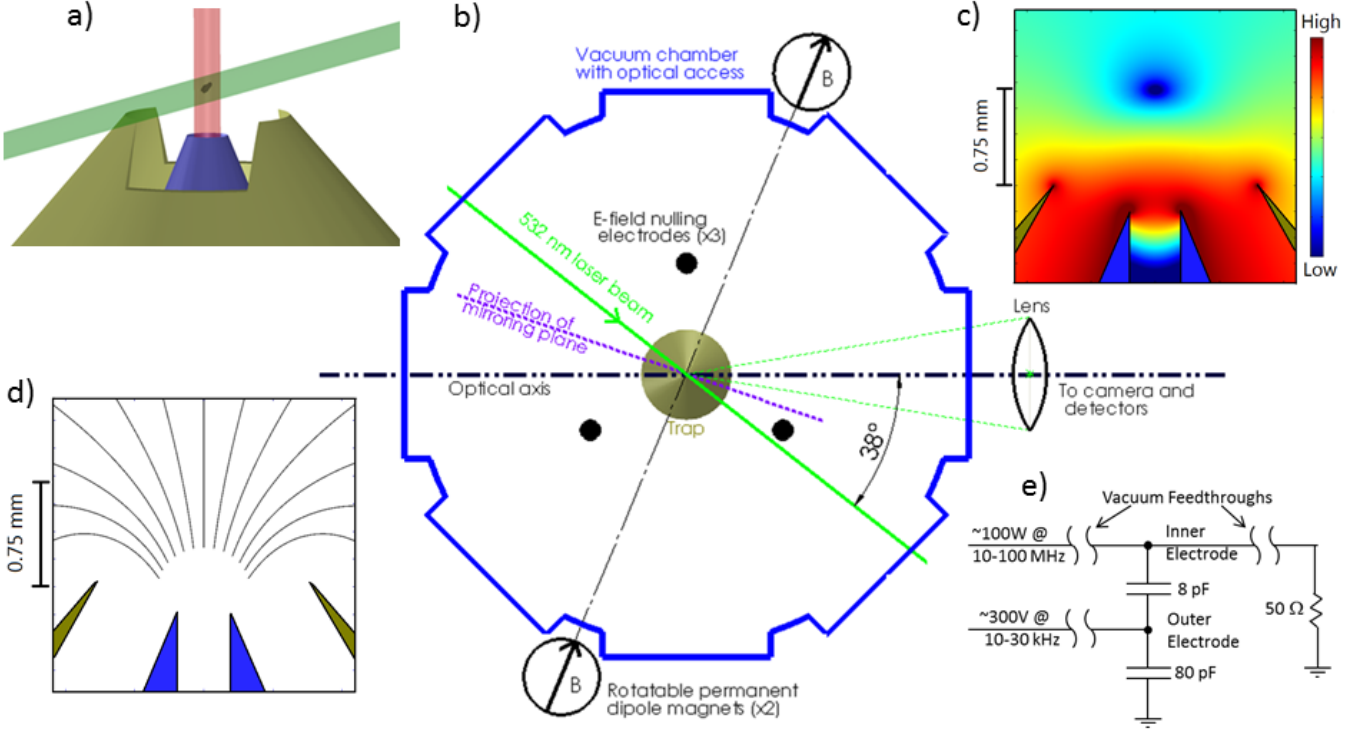 a)
b)
Vacuum chamber
with optical access
B
c)
High
0.75 mm
Low
E-field nulling
electrodes (x3)
532 nm laser beam
Projection of
mirroring plane
Lens
Optical axis
Trap
To camera and
detectors
38°
d)
0.75 mm
B
Rotatable permanent
dipole magnets (x2)
e)
Vacuum Feedthroughs
~100W @
10-100 MHz
Inner
Electrode
8 pF
50 Ω
~300V @
10-30 kHz
Outer
Electrode
80 pF